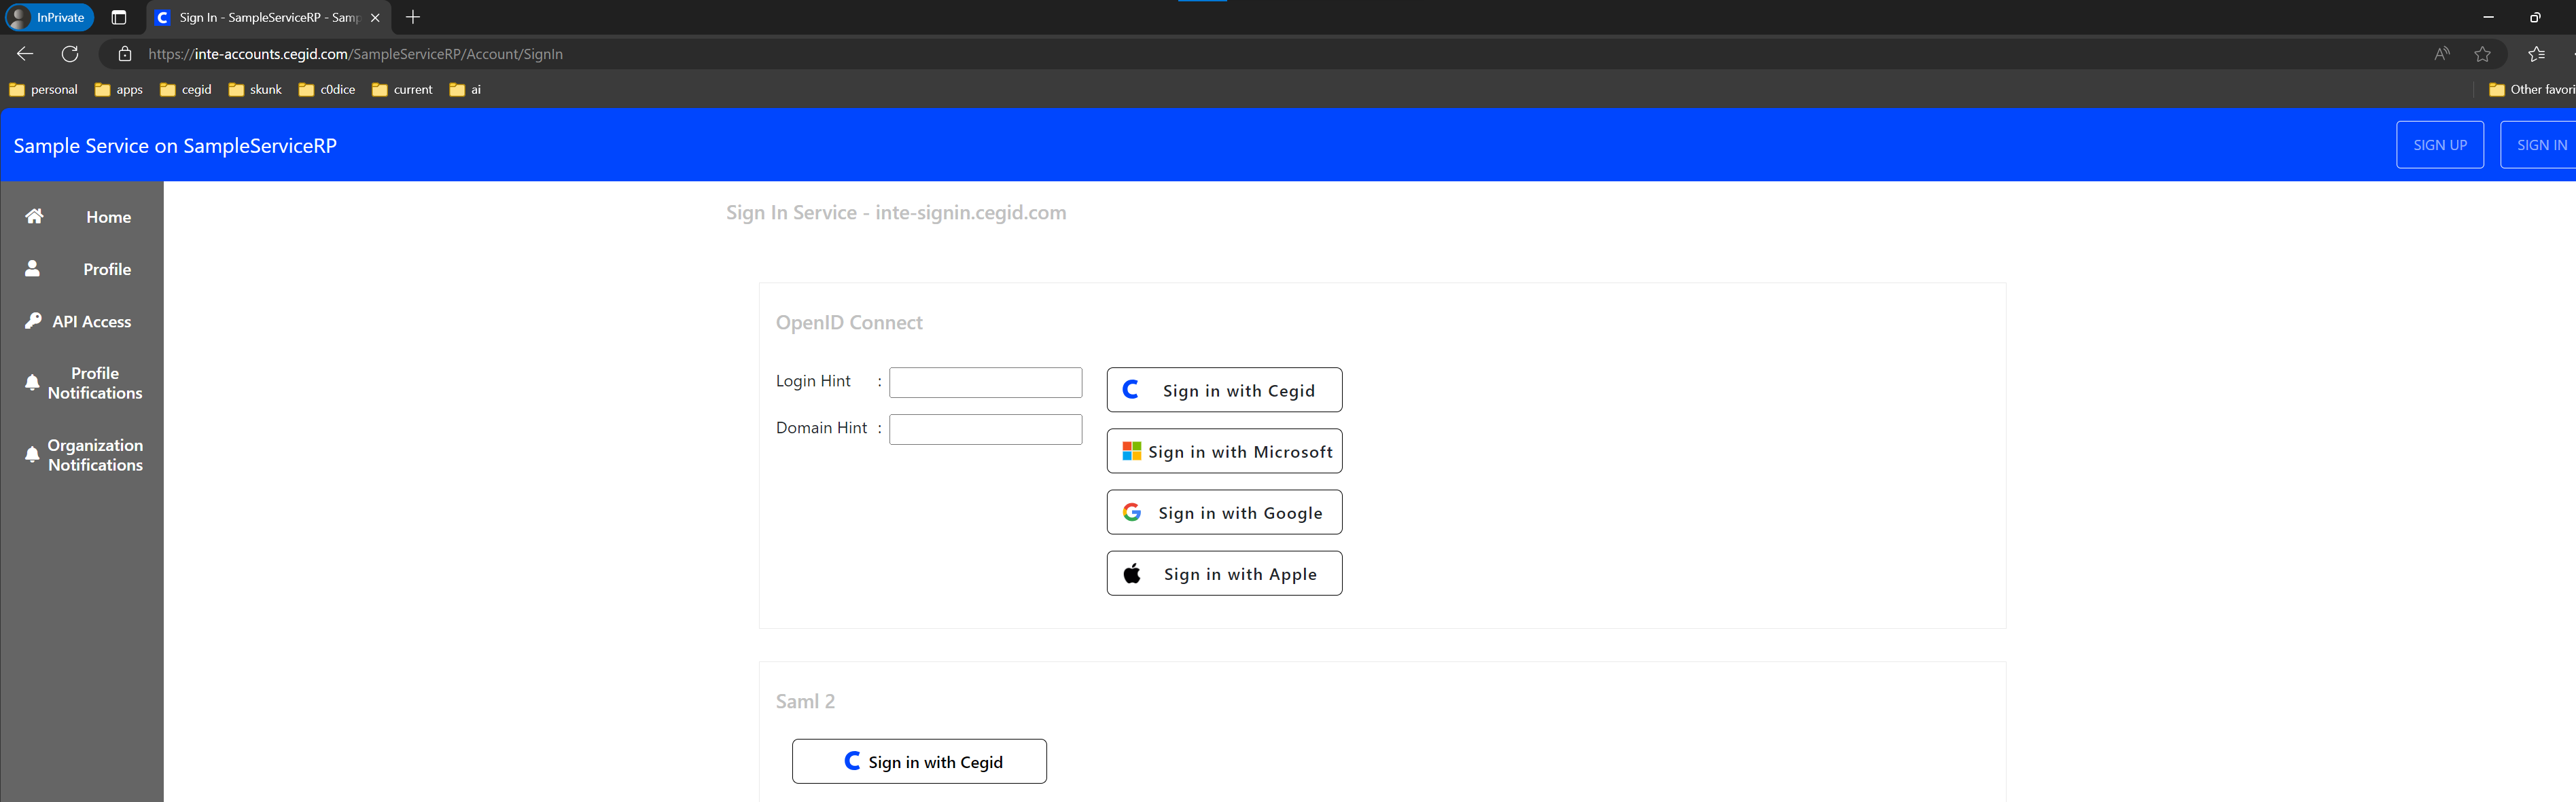 InPrivate
Sign In - SampleServiceRP - Samp
https://inte-accounts.cegid.com/SampleServiceRP/Account/SignIn
personal apps cegid skunk c0dice current ai
Other favori
Sample Service on SampleServiceRP
SIGN UP SIGN IN
Home
Profile
API Access
Profile
Notifications
Organization
Notifications
Sign In Service - inte-signin.cegid.com
OpenID Connect
Login Hint :
Domain Hint :
Sign in with Cegid
Sign in with Microsoft
Sign in with Google
Sign in with Apple
Saml 2
Sign in with Cegid